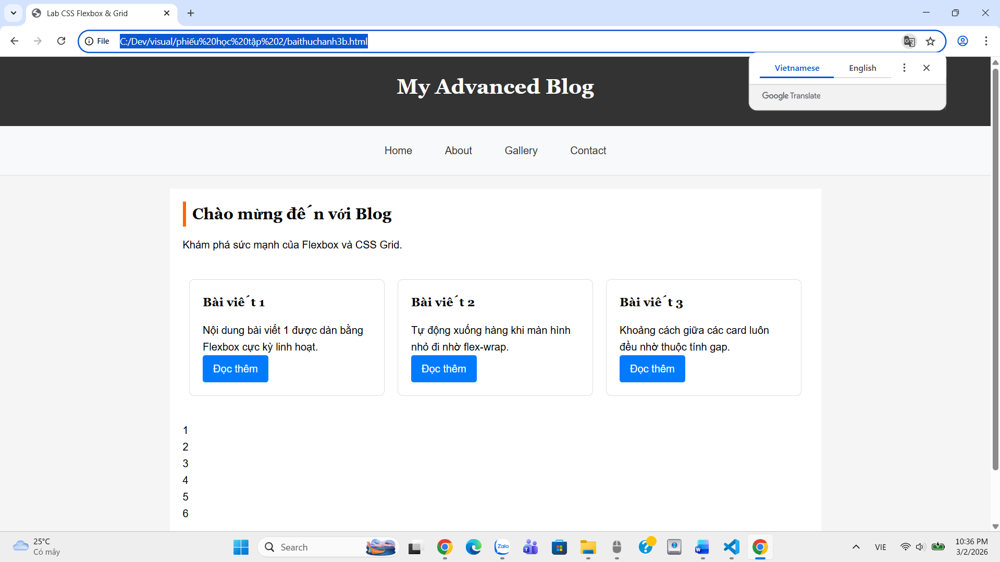 Lab CSS Flexbox & Grid
File
C:/Dev/visual/phiếu%20học%20tập%202/baithuchanh3b.html
Vietnamese
English
Google Translate
My Advanced Blog
Home
About
Gallery
Contact
Chào mừng đến với Blog
Khám phá sức mạnh của Flexbox và CSS Grid.
Bài viết 1
Nội dung bài viết 1 được dàn bằng
Flexbox cực kỳ linh hoạt.
Đọc thêm
Bài viết 2
Tự động xuống hàng khi màn hình
nhỏ đi nhờ flex-wrap.
Đọc thêm
Bài viết 3
Khoảng cách giữa các card luôn
đều nhờ thuộc tính gap.
Đọc thêm
1
2
3
4
5
6
25°C
Có mây
Search
Zalo
VIE
10:36 PM
3/2/2026